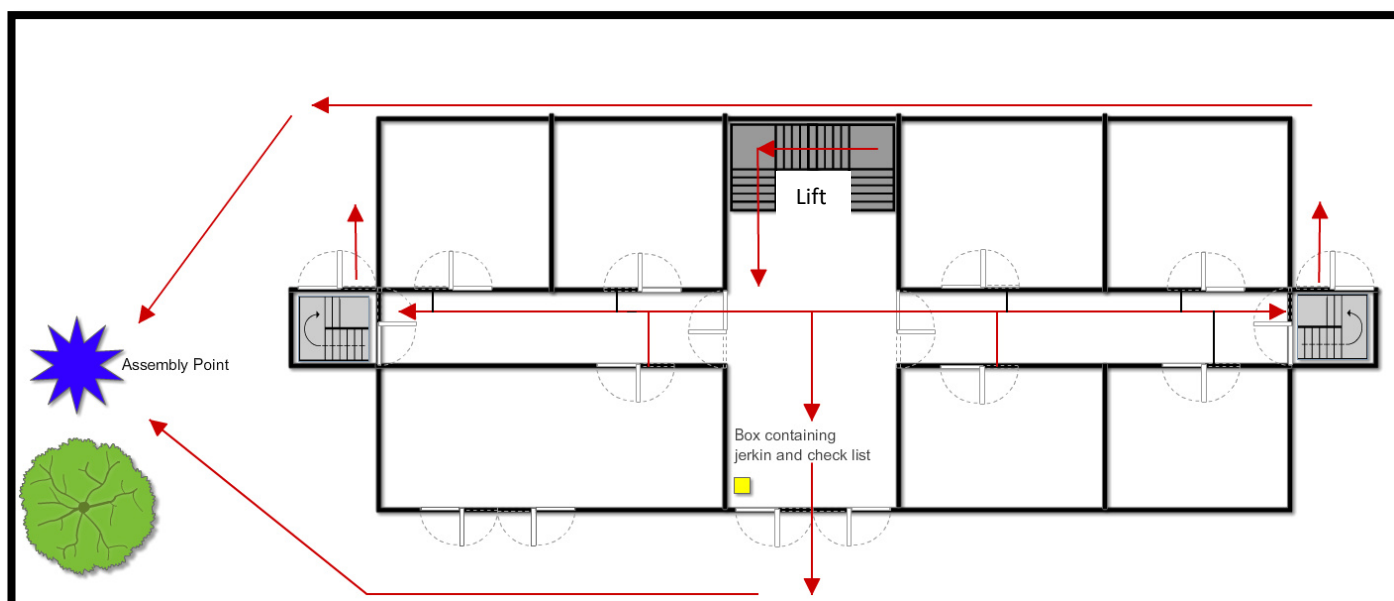 Lift
Assembly Point
Box containing
jerkin and check list